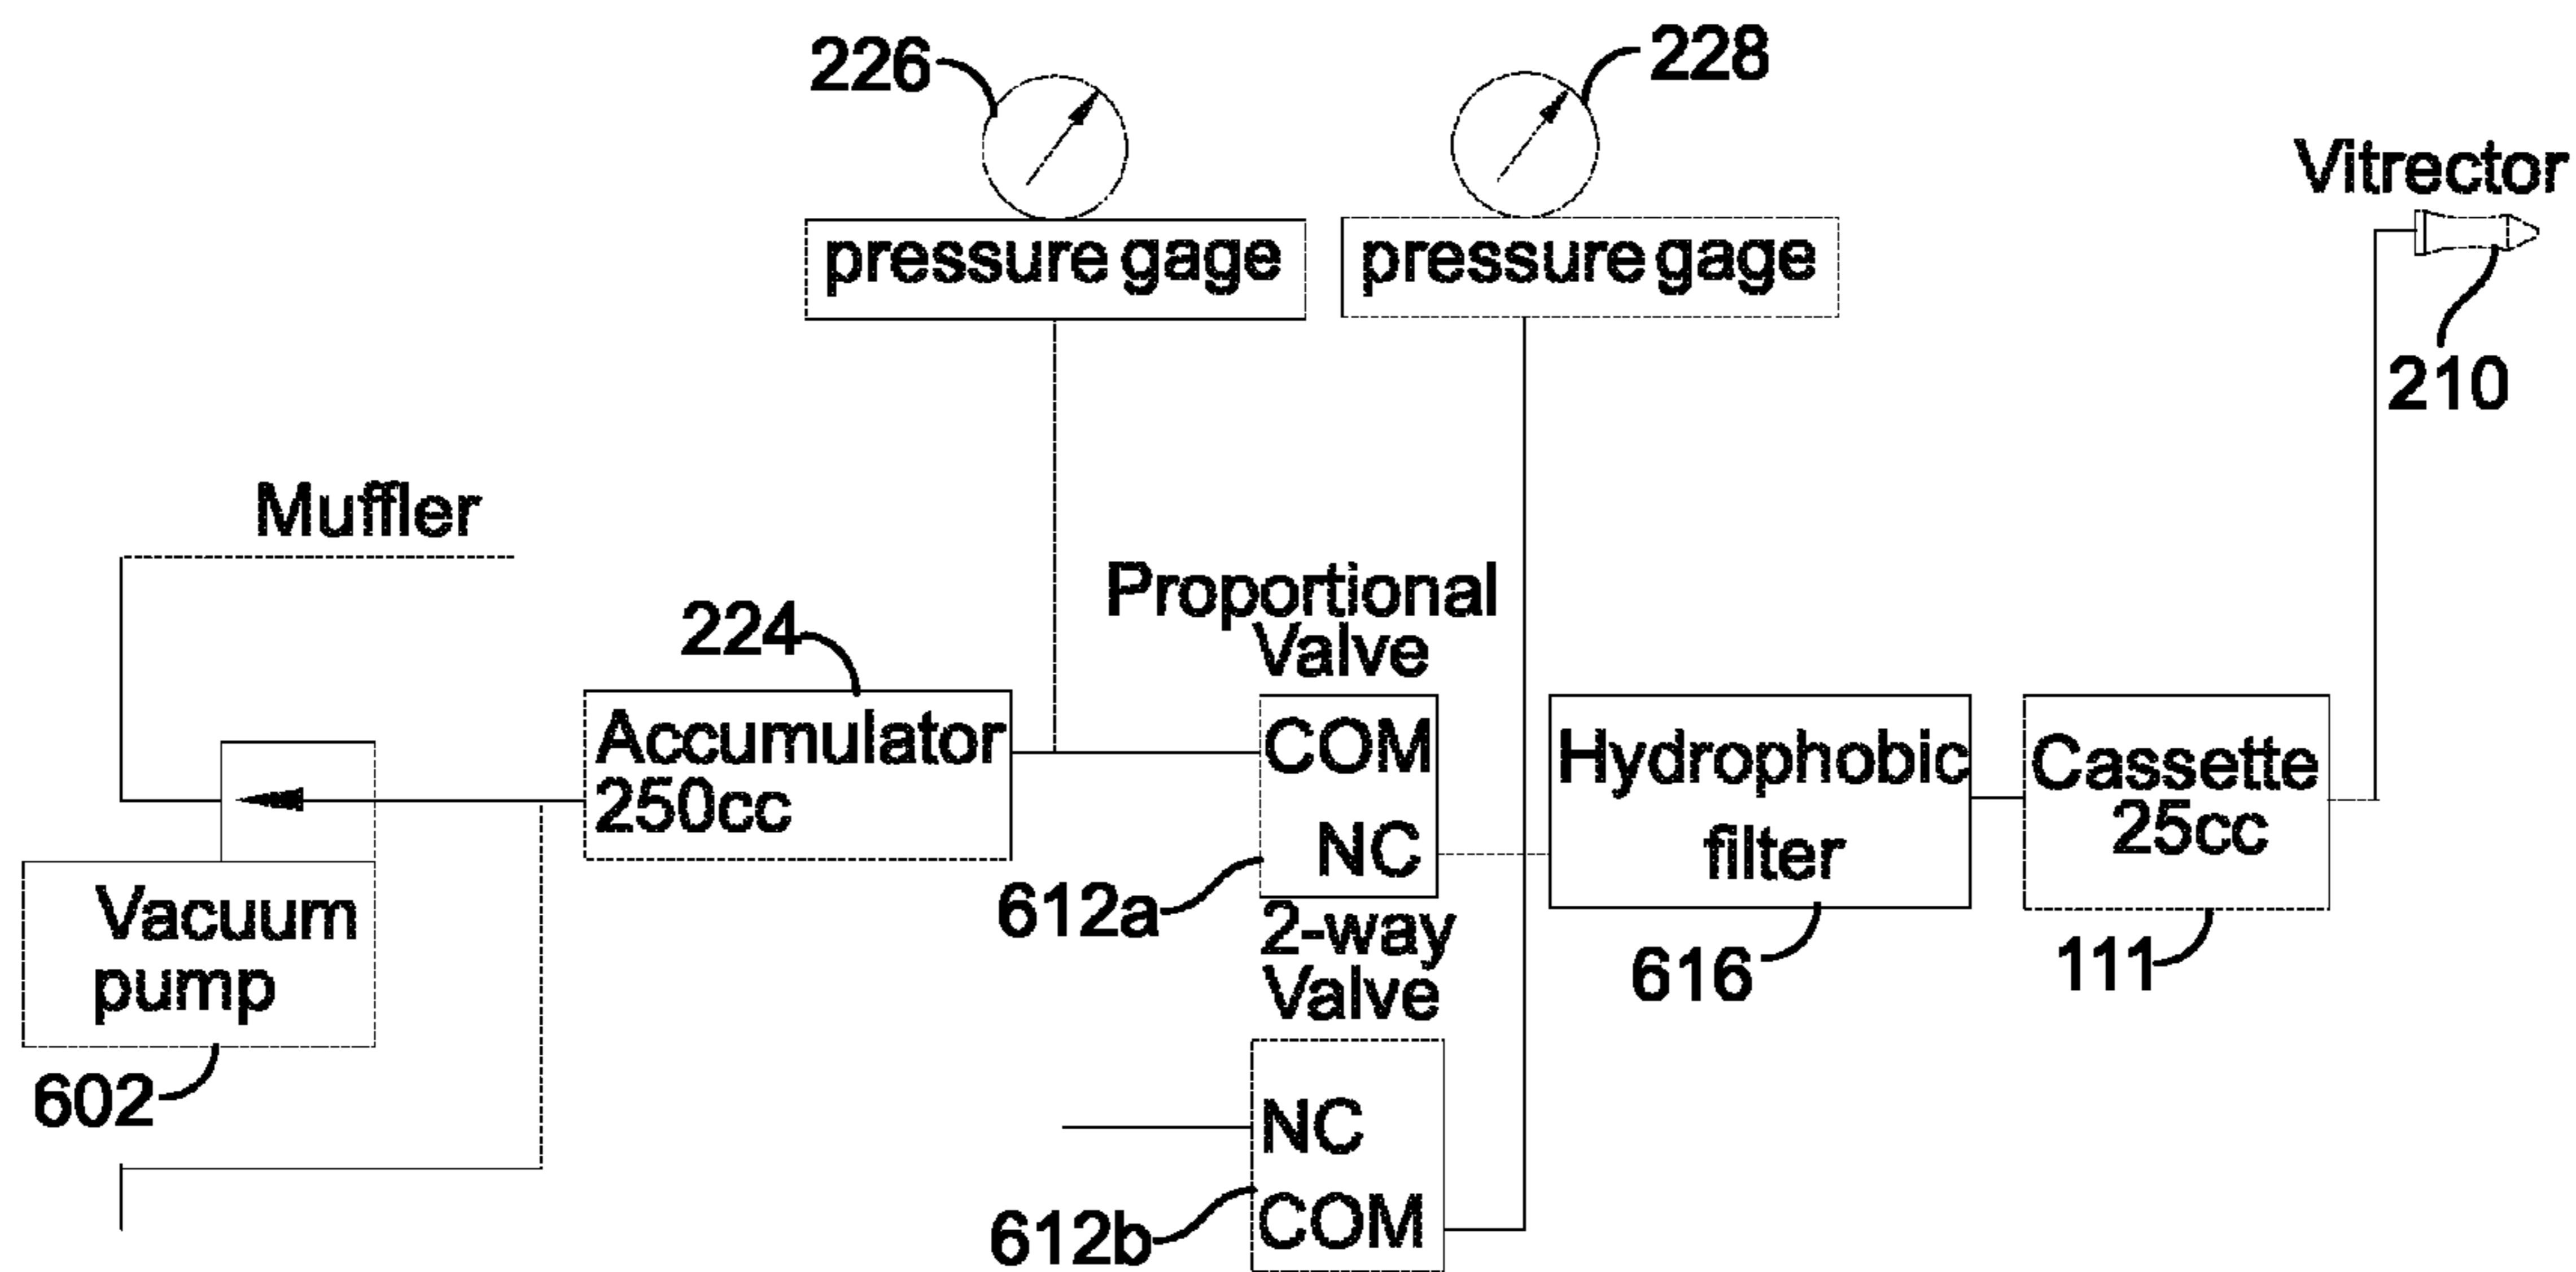 226
228
Vitrector
pressure gage
pressure gage
210
Muffler
Proportional
Valve
224
Accumulator
250cc
COM
NC
Hydrophobic
filter
Cassette
25cc
612a
2-way
Valve
616
111
Vacuum
pump
602
NC
COM
612b